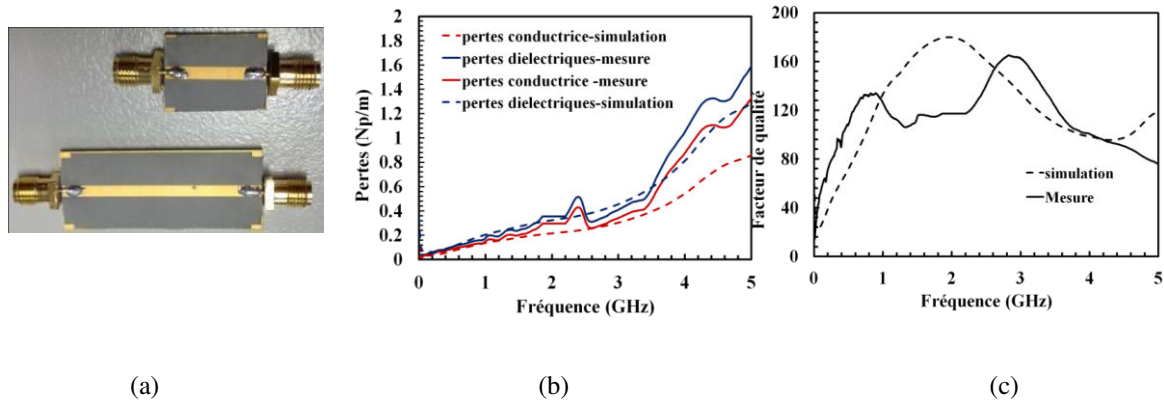 2
1.8
1.6
1.4
1.2
1
0.8
0.6
0.4
0.2
0
Pertes (Np/m)
pertes conductrice-simulation
pertes dielectriques-mesure
pertes conductrice -mesure
pertes dielectriques-simulation
0 1 2 3 4 5
Fréquence (GHz)
200
160
120
80
40
0
Facteur de qualité
simulation
Mesure
0 1 2 3 4 5
Fréquence (GHz)
(a) (b) (c)